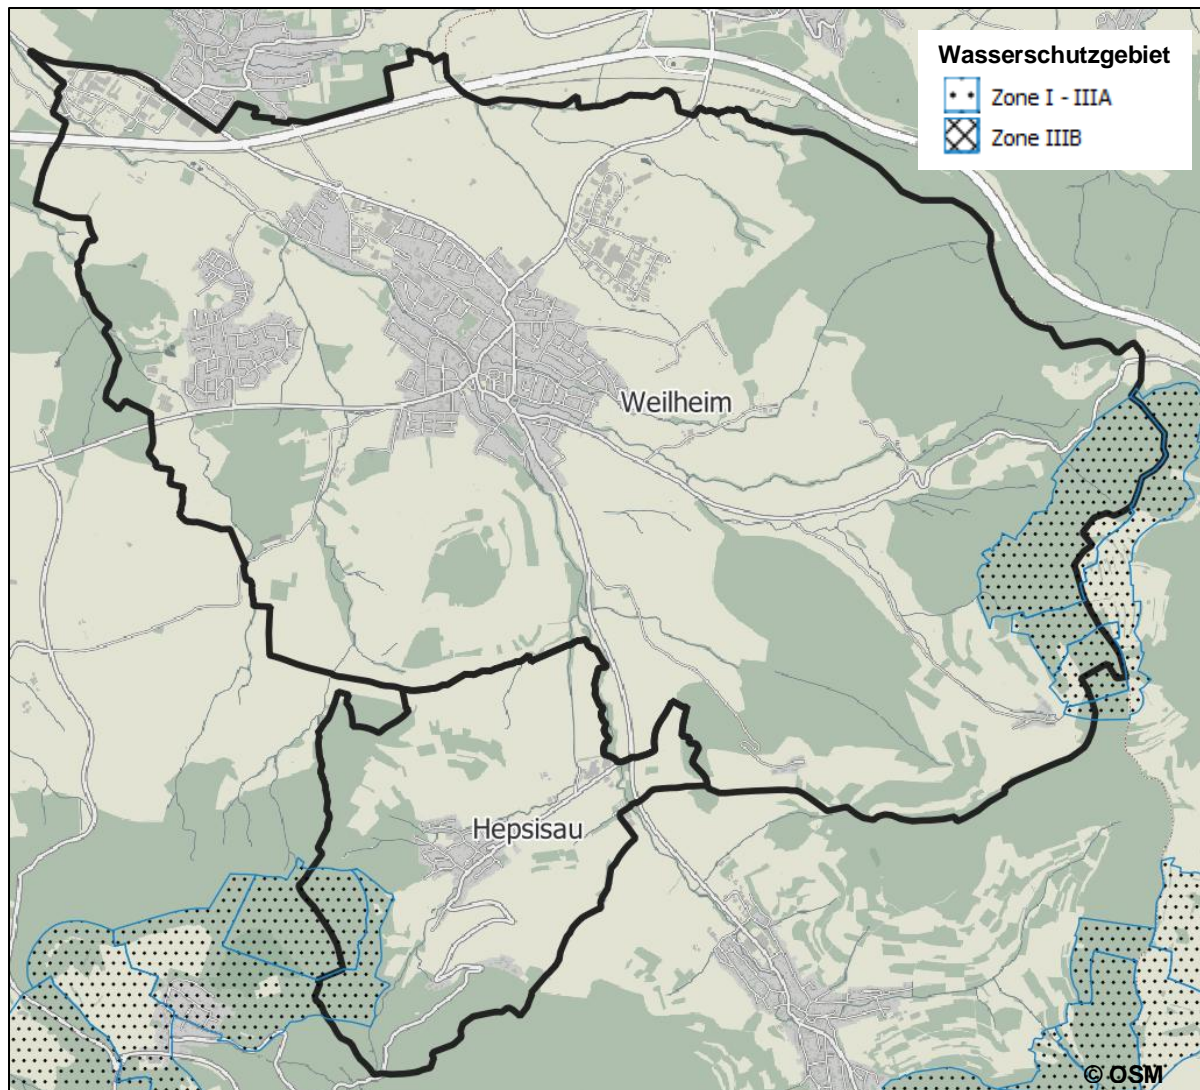 Wasserschutzgebiet
Zone I - IIIA
Zone IIIB
Weilheim
Hepsisau
© OSM